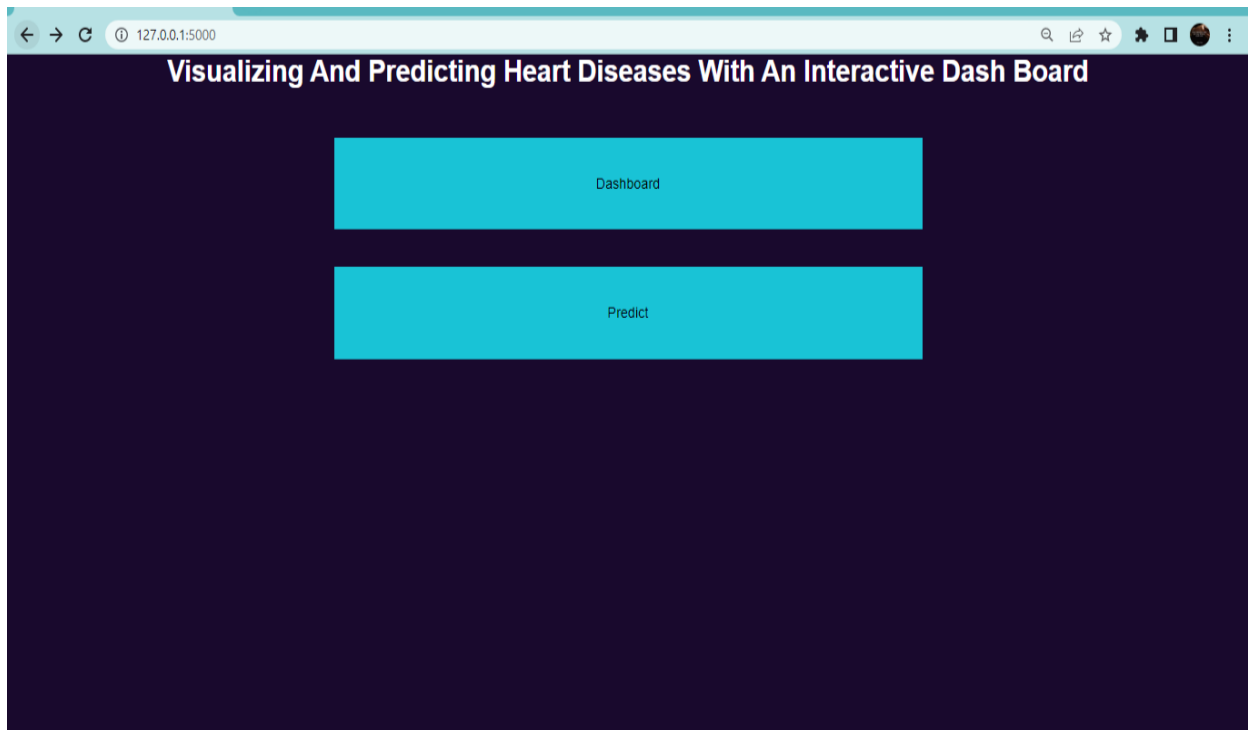 127.0.0.1:5000
Visualizing And Predicting Heart Diseases With An Interactive Dash Board
Dashboard
Predict